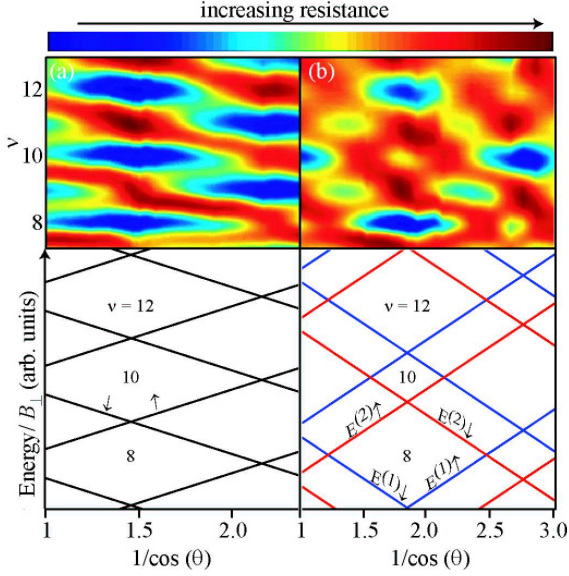 increasing resistance
(a)
(b)
12
ν
10
8
Energy/B⊥ (arb. units)
ν = 12
10
↓ ↑
8
ν = 12
10
E(2)↑
E(2)↓
8
E(1)↓
E(1)↑
1 1.5 2.0
1 1.5 2.0 2.5 3.0
1/cos (θ)
1/cos (θ)